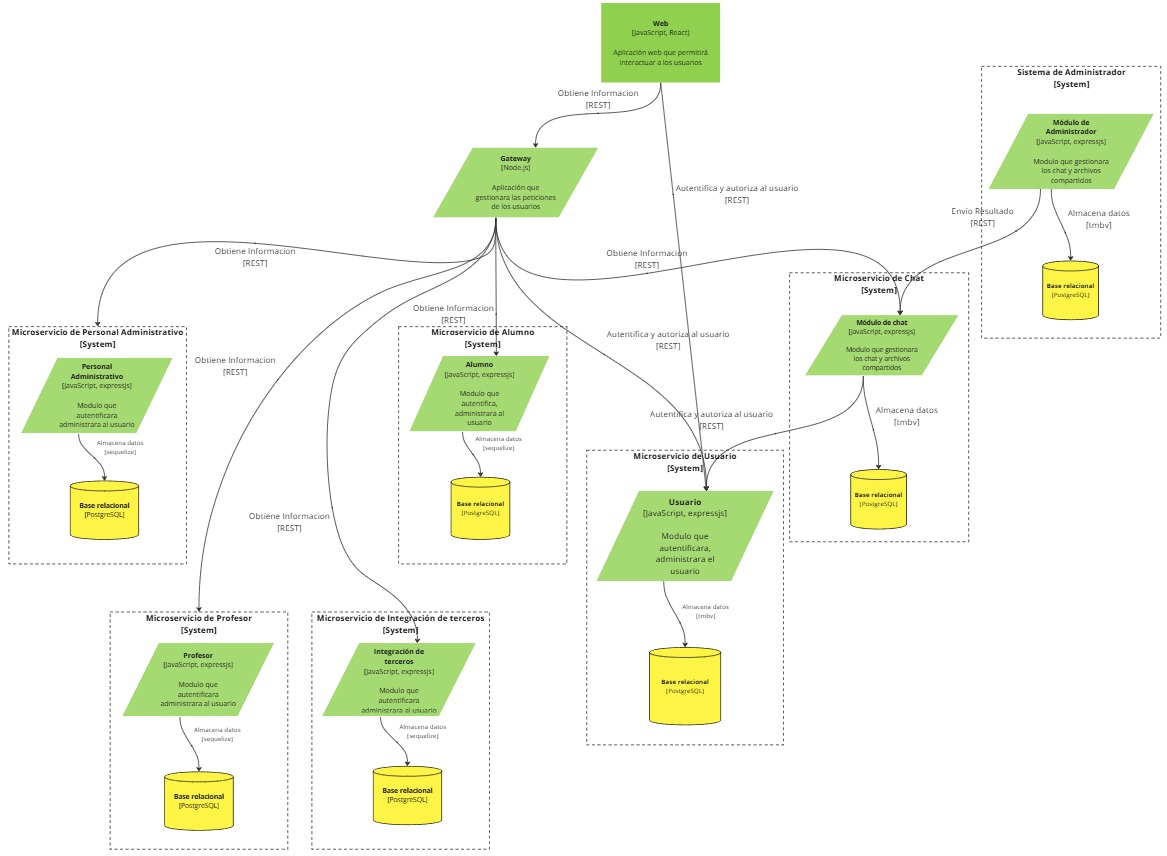 Web
[JavaScript, React]
Aplicación web que permitirá
interactuar a los usuarios
Obtiene Informacion
[REST]
Sistema de Administrador
[System]
Módulo de
Administrador
[JavaScript, expressjs]
Modulo que gestionara
los chat y archivos
compartidos
Gateway
[Node.js]
Aplicación que
gestionara las peticiones
de los usuarios
Autentifica y autoriza al usuario
[REST]
Envío Resultado
[REST]
Almacena datos
[tmbv]
Base relacional
[PostgreSQL]
Obtiene Informacion
[REST]
Obtiene Informacion
[REST]
Microservicio de Chat
[System]
Módulo de chat
[JavaScript, expressjs]
Modulo que gestionara
los chat y archivos
compartidos
Obtiene Informacion
[REST]
Microservicio de Personal Administrativo
[System]
Personal
Administrativo
[JavaScript, expressjs]
Modulo que
autentificara
administrara al usuario
Almacena datos
[sequelize]
Base relacional
[PostgreSQL]
Obtiene Informacion
[REST]
Microservicio de Alumno
[System]
Alumno
[JavaScript, expressjs]
Modulo que
autentifica,
administrara al
usuario
Almacena datos
[sequelize]
Base relacional
[PostgreSQL]
Autentifica y autoriza al usuario
[REST]
Autentifica y autoriza al usuario
[REST]
Almacena datos
[tmbv]
Base relacional
[PostgreSQL]
Microservicio de Usuario
[System]
Usuario
[JavaScript, expressjs]
Modulo que
autentificara,
administrara el
usuario
Almacena datos
[tmbv]
Base relacional
[PostgreSQL]
Obtiene Informacion
[REST]
Microservicio de Profesor
[System]
Profesor
[JavaScript, expressjs]
Modulo que
autentificara
administrara al usuario
Almacena datos
[sequelize]
Base relacional
[PostgreSQL]
Microservicio de Integración de terceros
[System]
Integración de
terceros
[JavaScript, expressjs]
Modulo que
autentificara
administrara al usuario
Almacena datos
[sequelize]
Base relacional
[PostgreSQL]